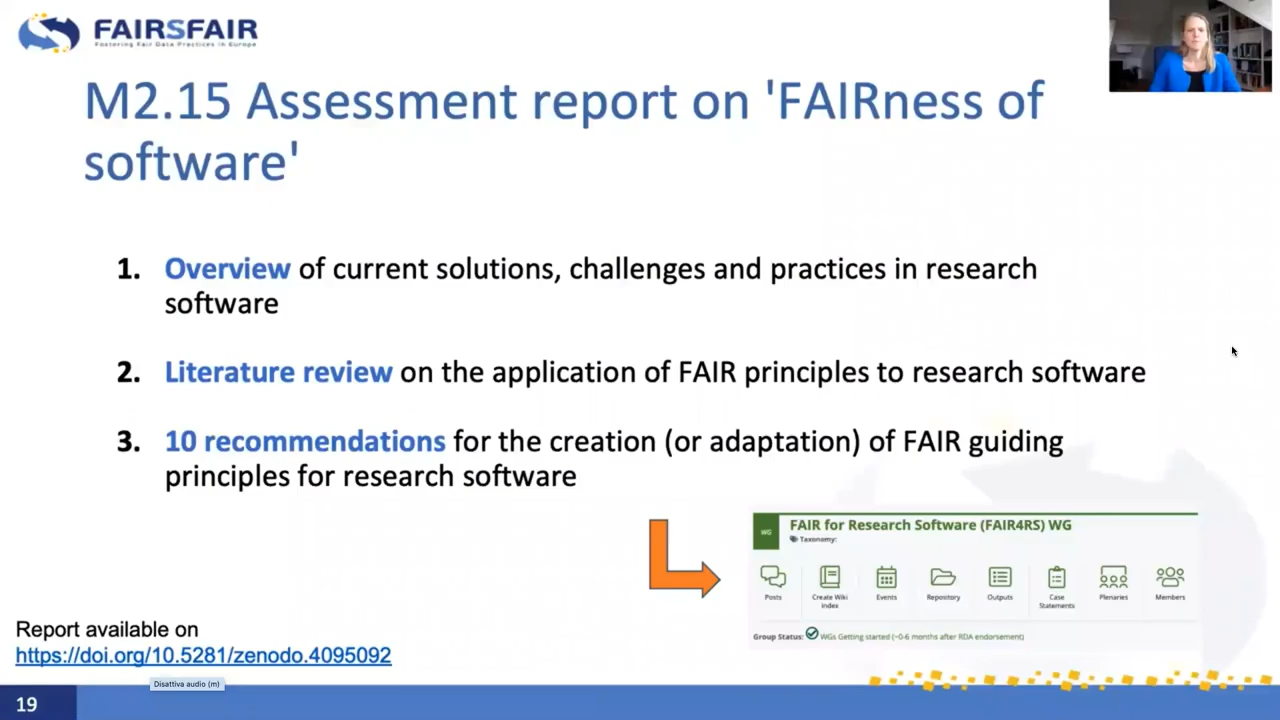 FAIRSFAIR
Fostering Fair Data Practices in Europe
M2.15 Assessment report on 'FAIRness of
software'
1. Overview of current solutions, challenges and practices in research
software
2. Literature review on the application of FAIR principles to research software
3. 10 recommendations for the creation (or adaptation) of FAIR guiding
principles for research software
WG
FAIR for Research Software (FAIR4RS) WG
Taxonomy:
Posts
Create Wiki
Index
Events
Repository
Outputs
Case
Statements
Plenaries
Members
Group Status: WGs Getting started (~0-6 months after RDA endorsement)
Report available on
https://doi.org/10.5281/zenodo.4095092
Disattiva audio (m)
19